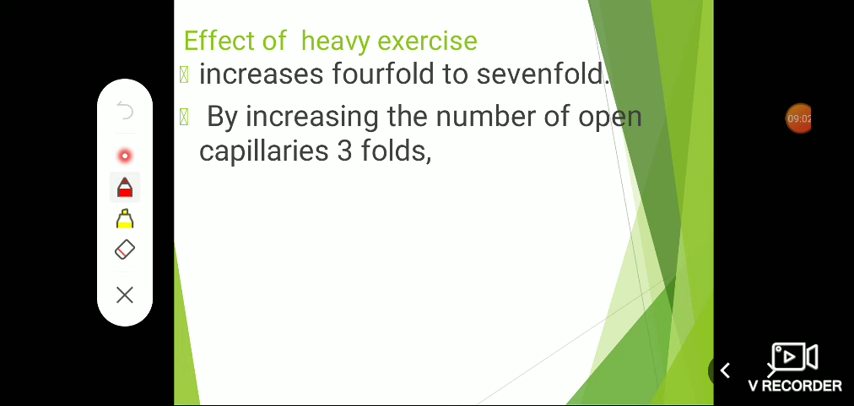 Effect of heavy exercise
increases fourfold to sevenfold.
By increasing the number of open
capillaries 3 folds,
09:02
V RECORDER